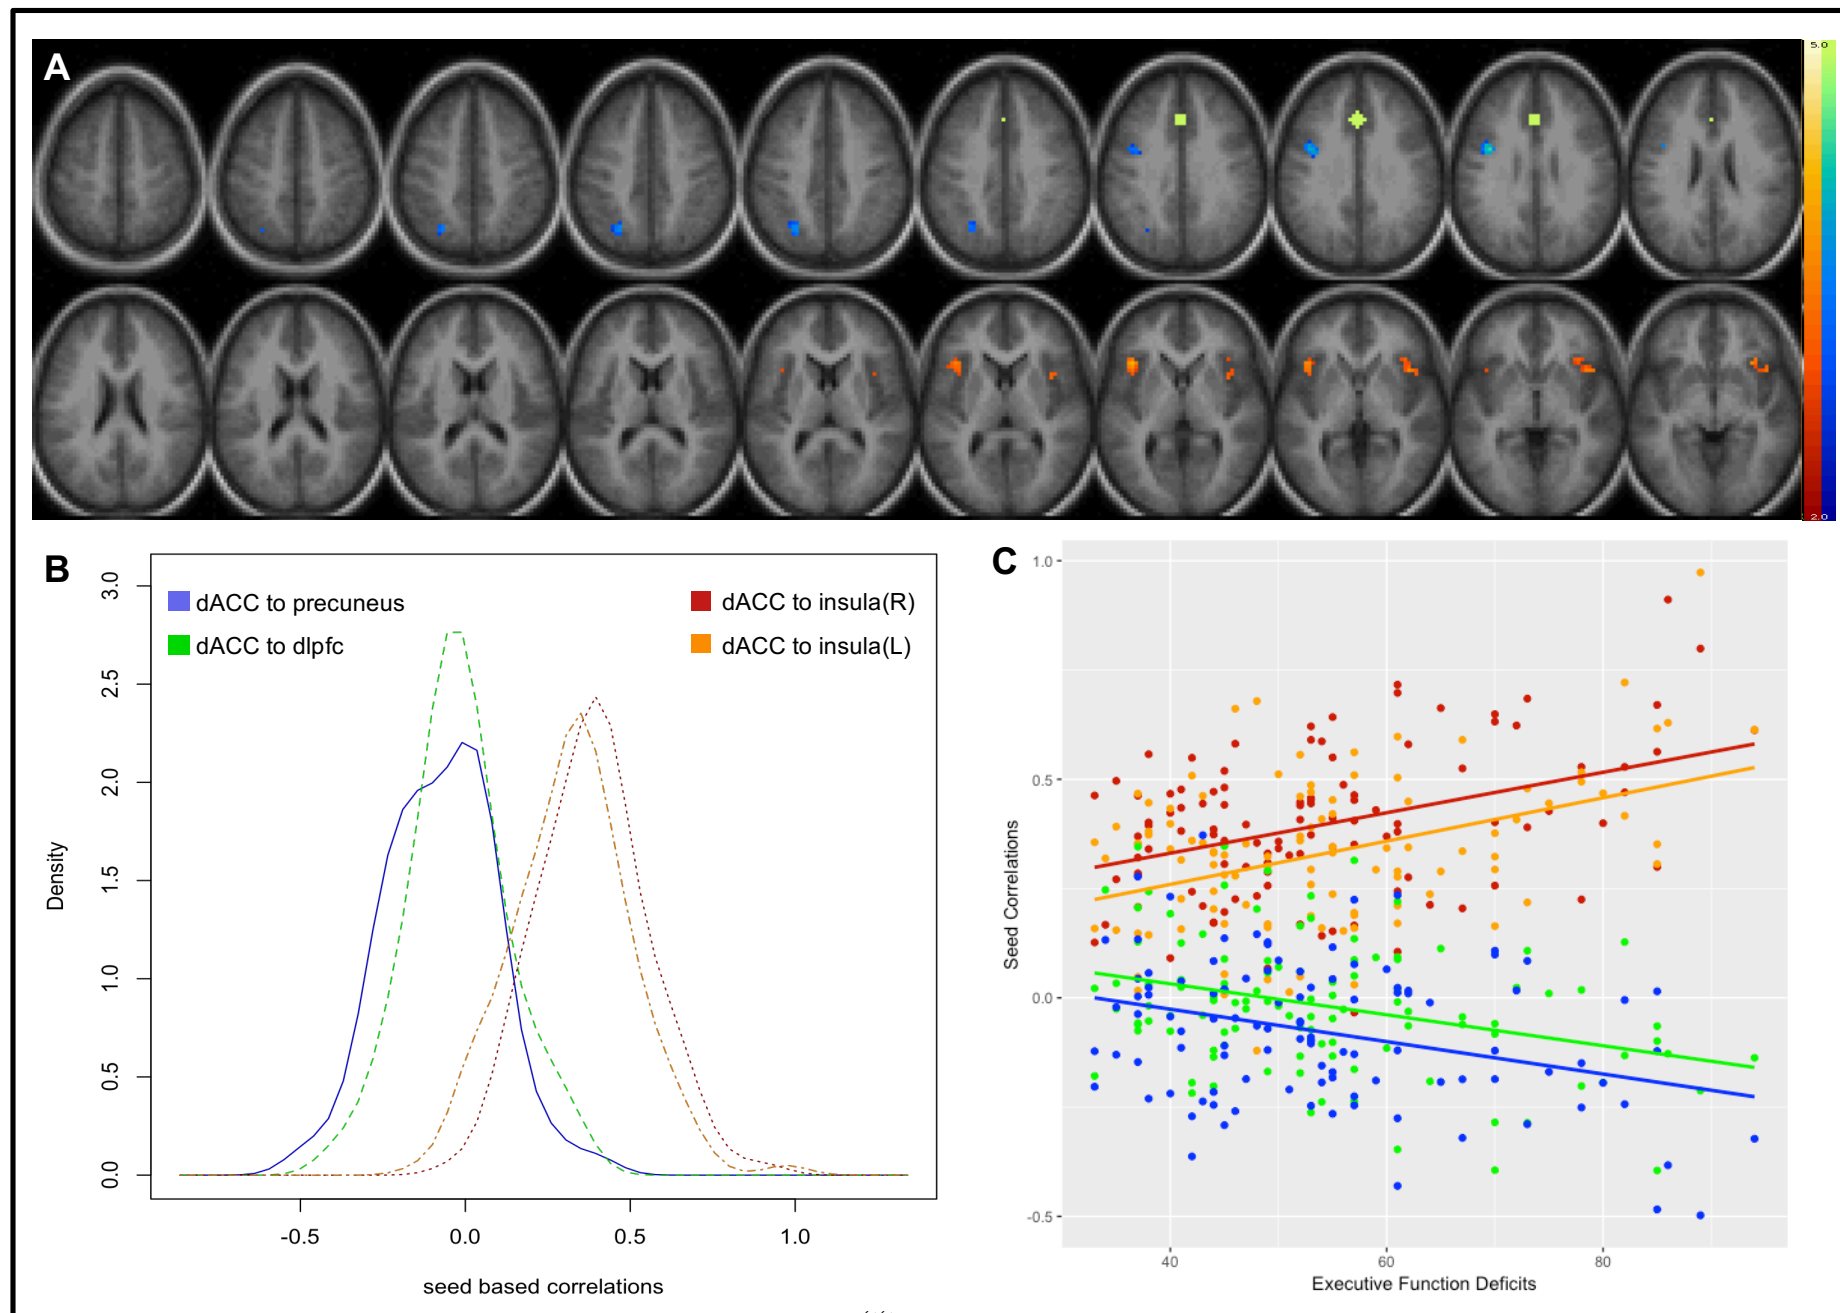 A
5.0
2.0
B
dACC to precuneus
dACC to dlpfc
dACC to insula(R)
dACC to insula(L)
3.0
2.5
2.0
1.5
1.0
0.5
0.0
Density
-0.5
0.0
0.5
1.0
seed based correlations
C
1.0
0.5
0.0
-0.5
Seed Correlations
40
60
80
Executive Function Deficits